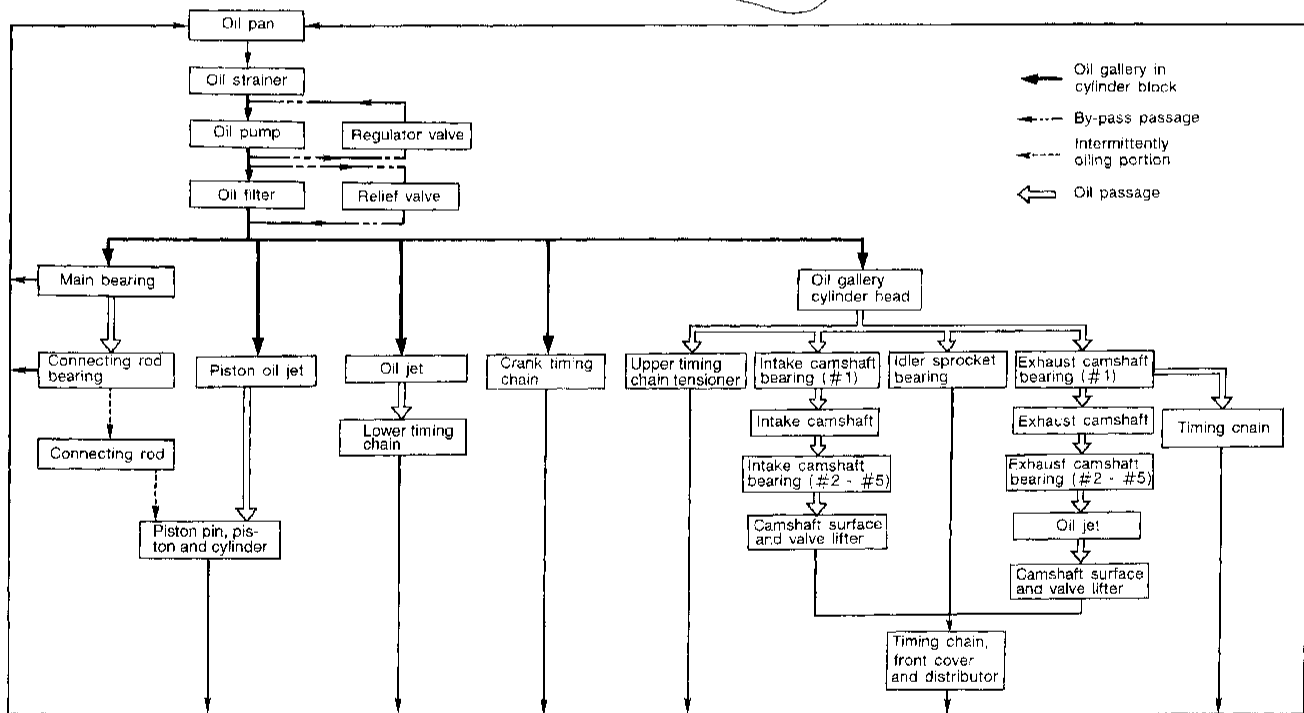 Oil pan
Oil strainer
Oil pump
Regulator valve
Oil filter
Relief valve
Oil gallery in
cylinder block
By-pass passage
Intermittently
oiling portion
Oil passage
Main bearing
Oil gallery
cylinder head
Connecting rod
bearing
Piston oil jet
Oil jet
Crank timing
chain
Upper timing
chain tensioner
Intake camshaft
bearing (#1)
Idler sprocket
bearing
Exhaust camshaft
bearing (#1)
Lower timing
chain
Intake camshaft
Exhaust camshaft
Timing chain
Connecting rod
Intake camshaft
bearing (#2 - #5)
Exhaust camshaft
bearing (#2 - #5)
Piston pin, pis-
ton and cylinder
Camshaft surface
and valve lifter
Oil jet
Camshaft surface
and valve lifter
Timing chain,
front cover
and distributor